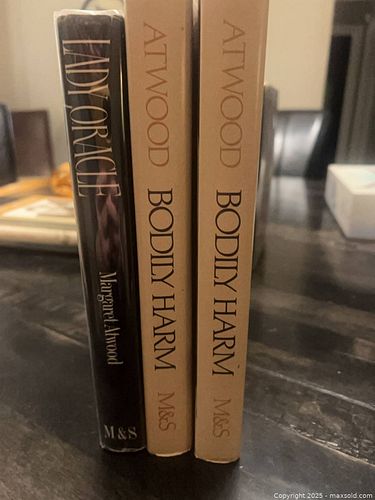 LADY ORACLE
Margaret Atwood
M&S
ATWOOD
BODILY HARM
M&S
ATWOOD
BODILY HARM
M&S
Copyright 2025 - maxsold.com